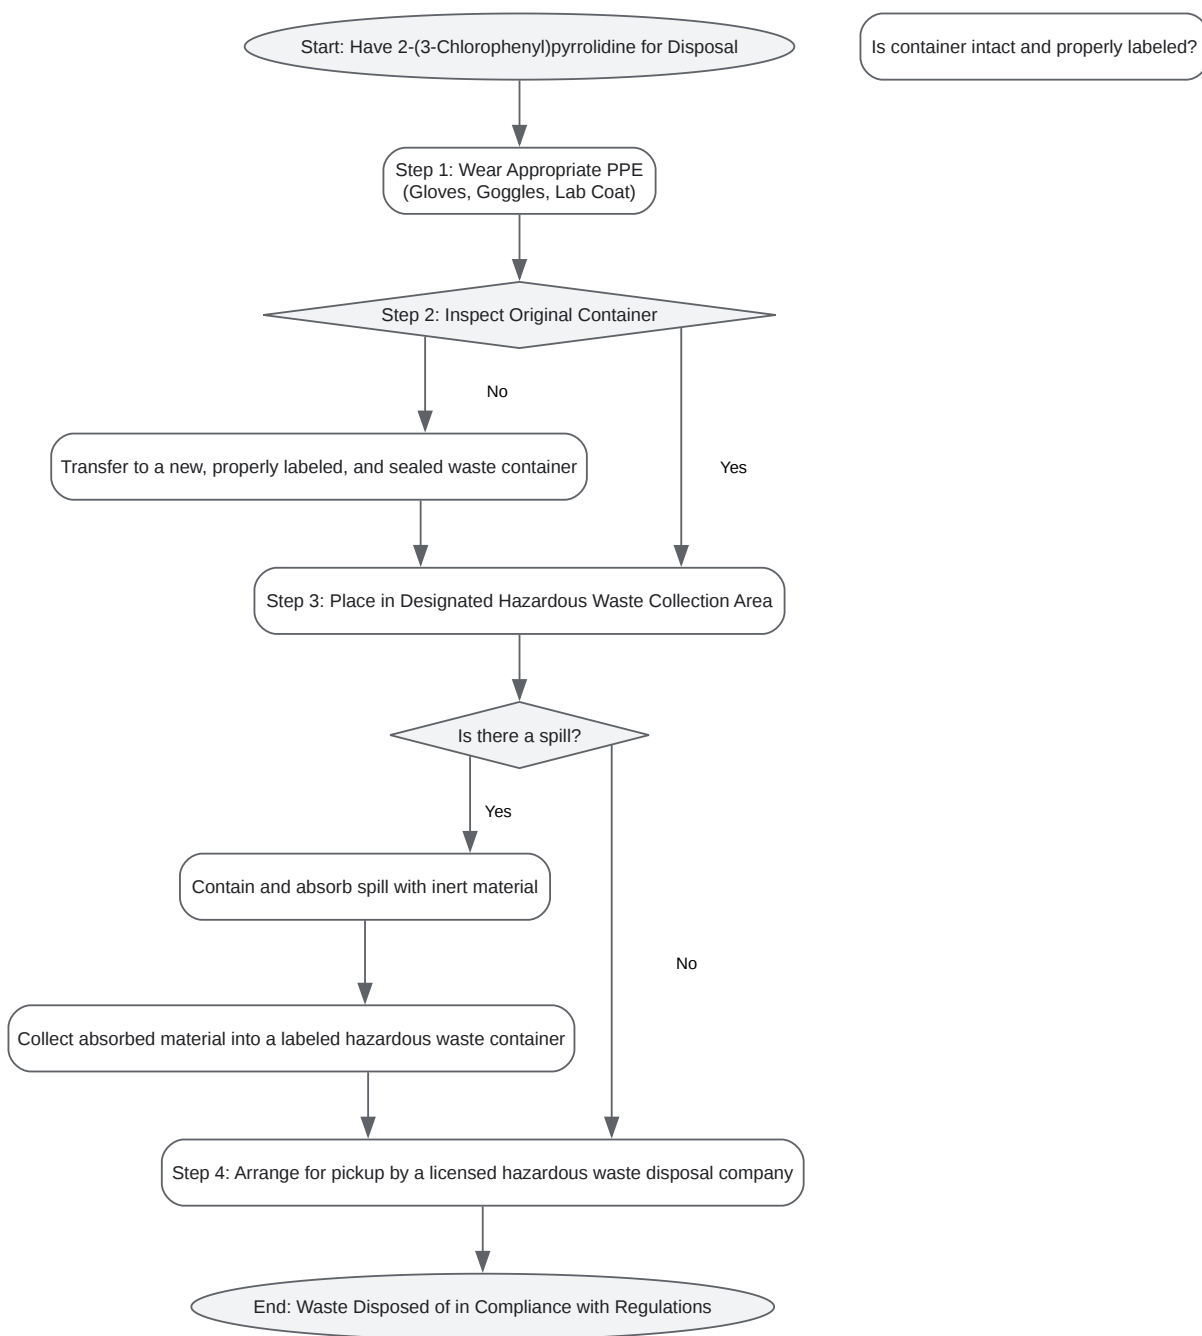 Start: Have 2-(3-Chlorophenyl)pyrrolidine for Disposal
Is container intact and properly labeled?
Step 1: Wear Appropriate PPE
(Gloves, Goggles, Lab Coat)
Step 2: Inspect Original Container
No
Transfer to a new, properly labeled, and sealed waste container
Yes
Step 3: Place in Designated Hazardous Waste Collection Area
Is there a spill?
Yes
Contain and absorb spill with inert material
No
Collect absorbed material into a labeled hazardous waste container
Step 4: Arrange for pickup by a licensed hazardous waste disposal company
End: Waste Disposed of in Compliance with Regulations